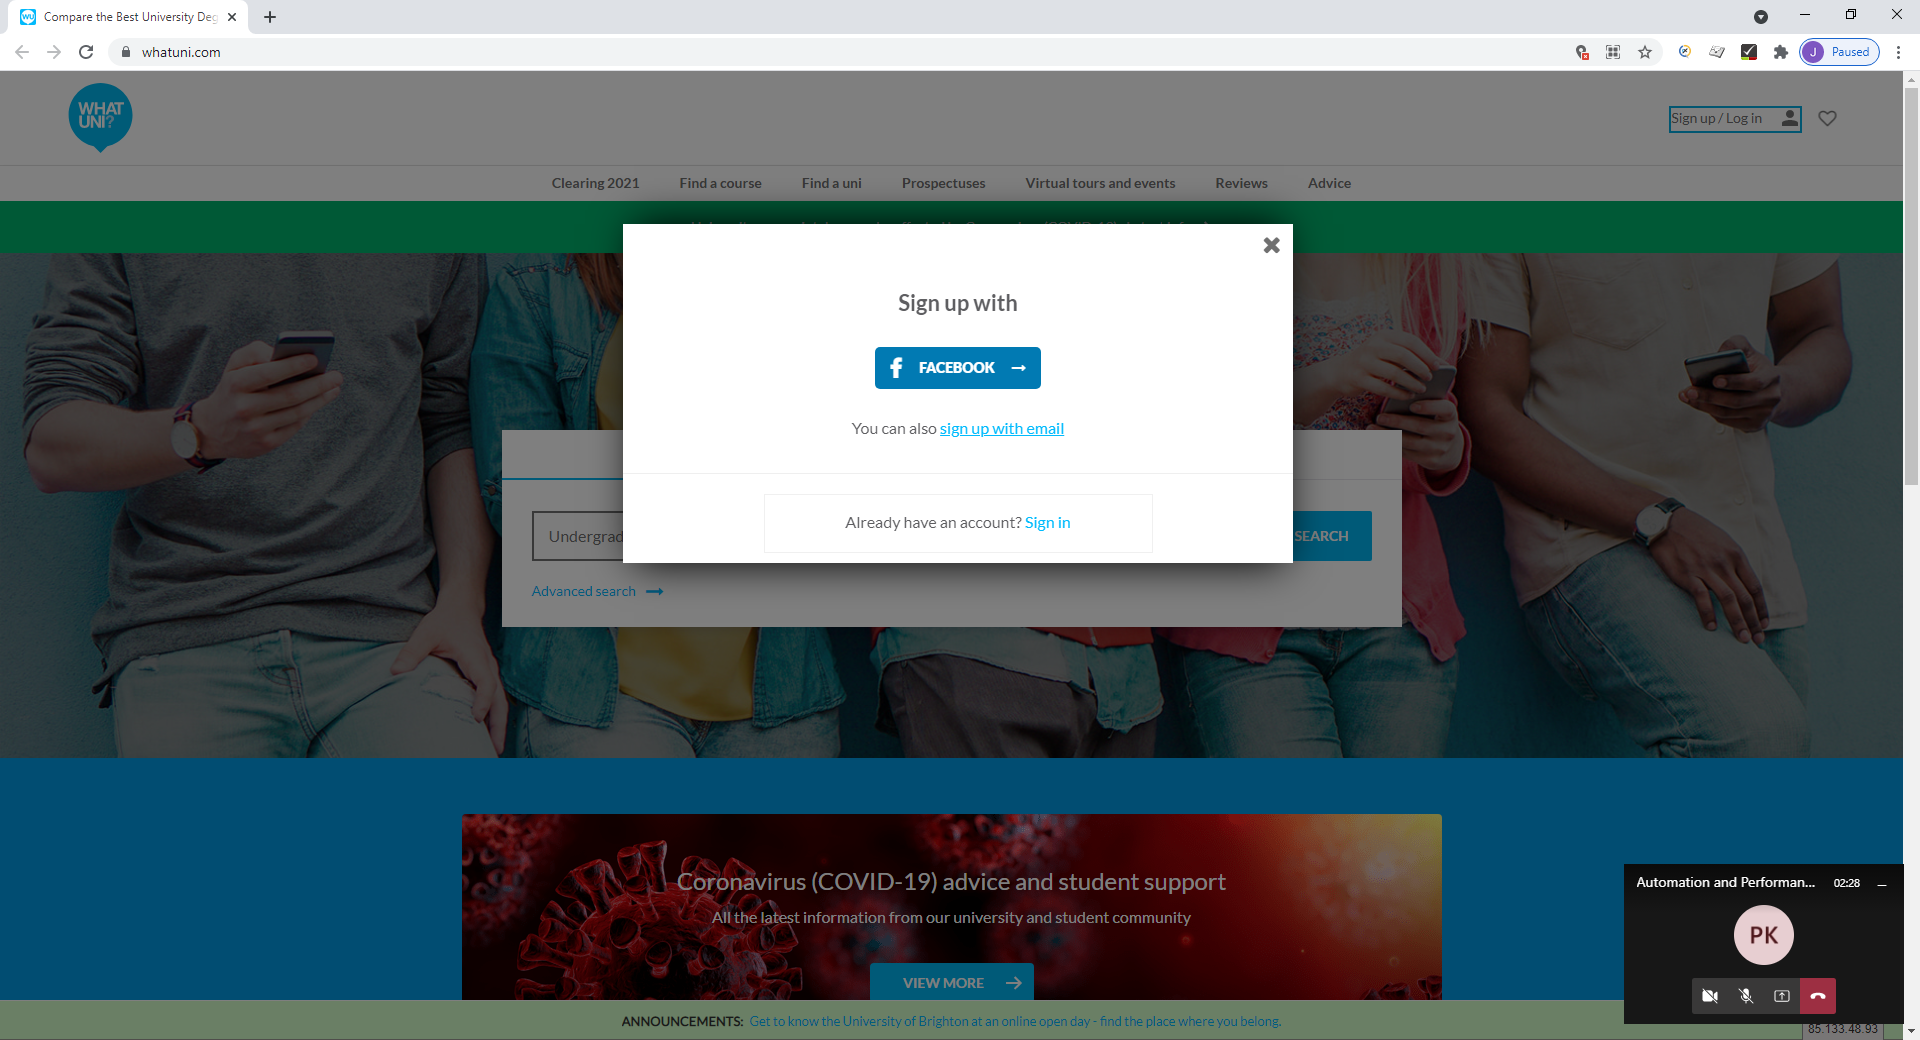 Compare the Best University Deg
whatuni.com
J Paused
WHAT
UNI?
Sign up / Log in
Clearing 2021 Find a course Find a uni Prospectuses Virtual tours and events Reviews Advice
Sign up with
FACEBOOK
You can also sign up with email
Already have an account? Sign in
Undergrad
SEARCH
Advanced search
Coronavirus (COVID-19) advice and student support
All the latest information from our university and student community
VIEW MORE
Automation and Performan... 02:28
PK
ANNOUNCEMENTS: Get to know the University of Brighton at an online open day - find the place where you belong.
85.133.48.93